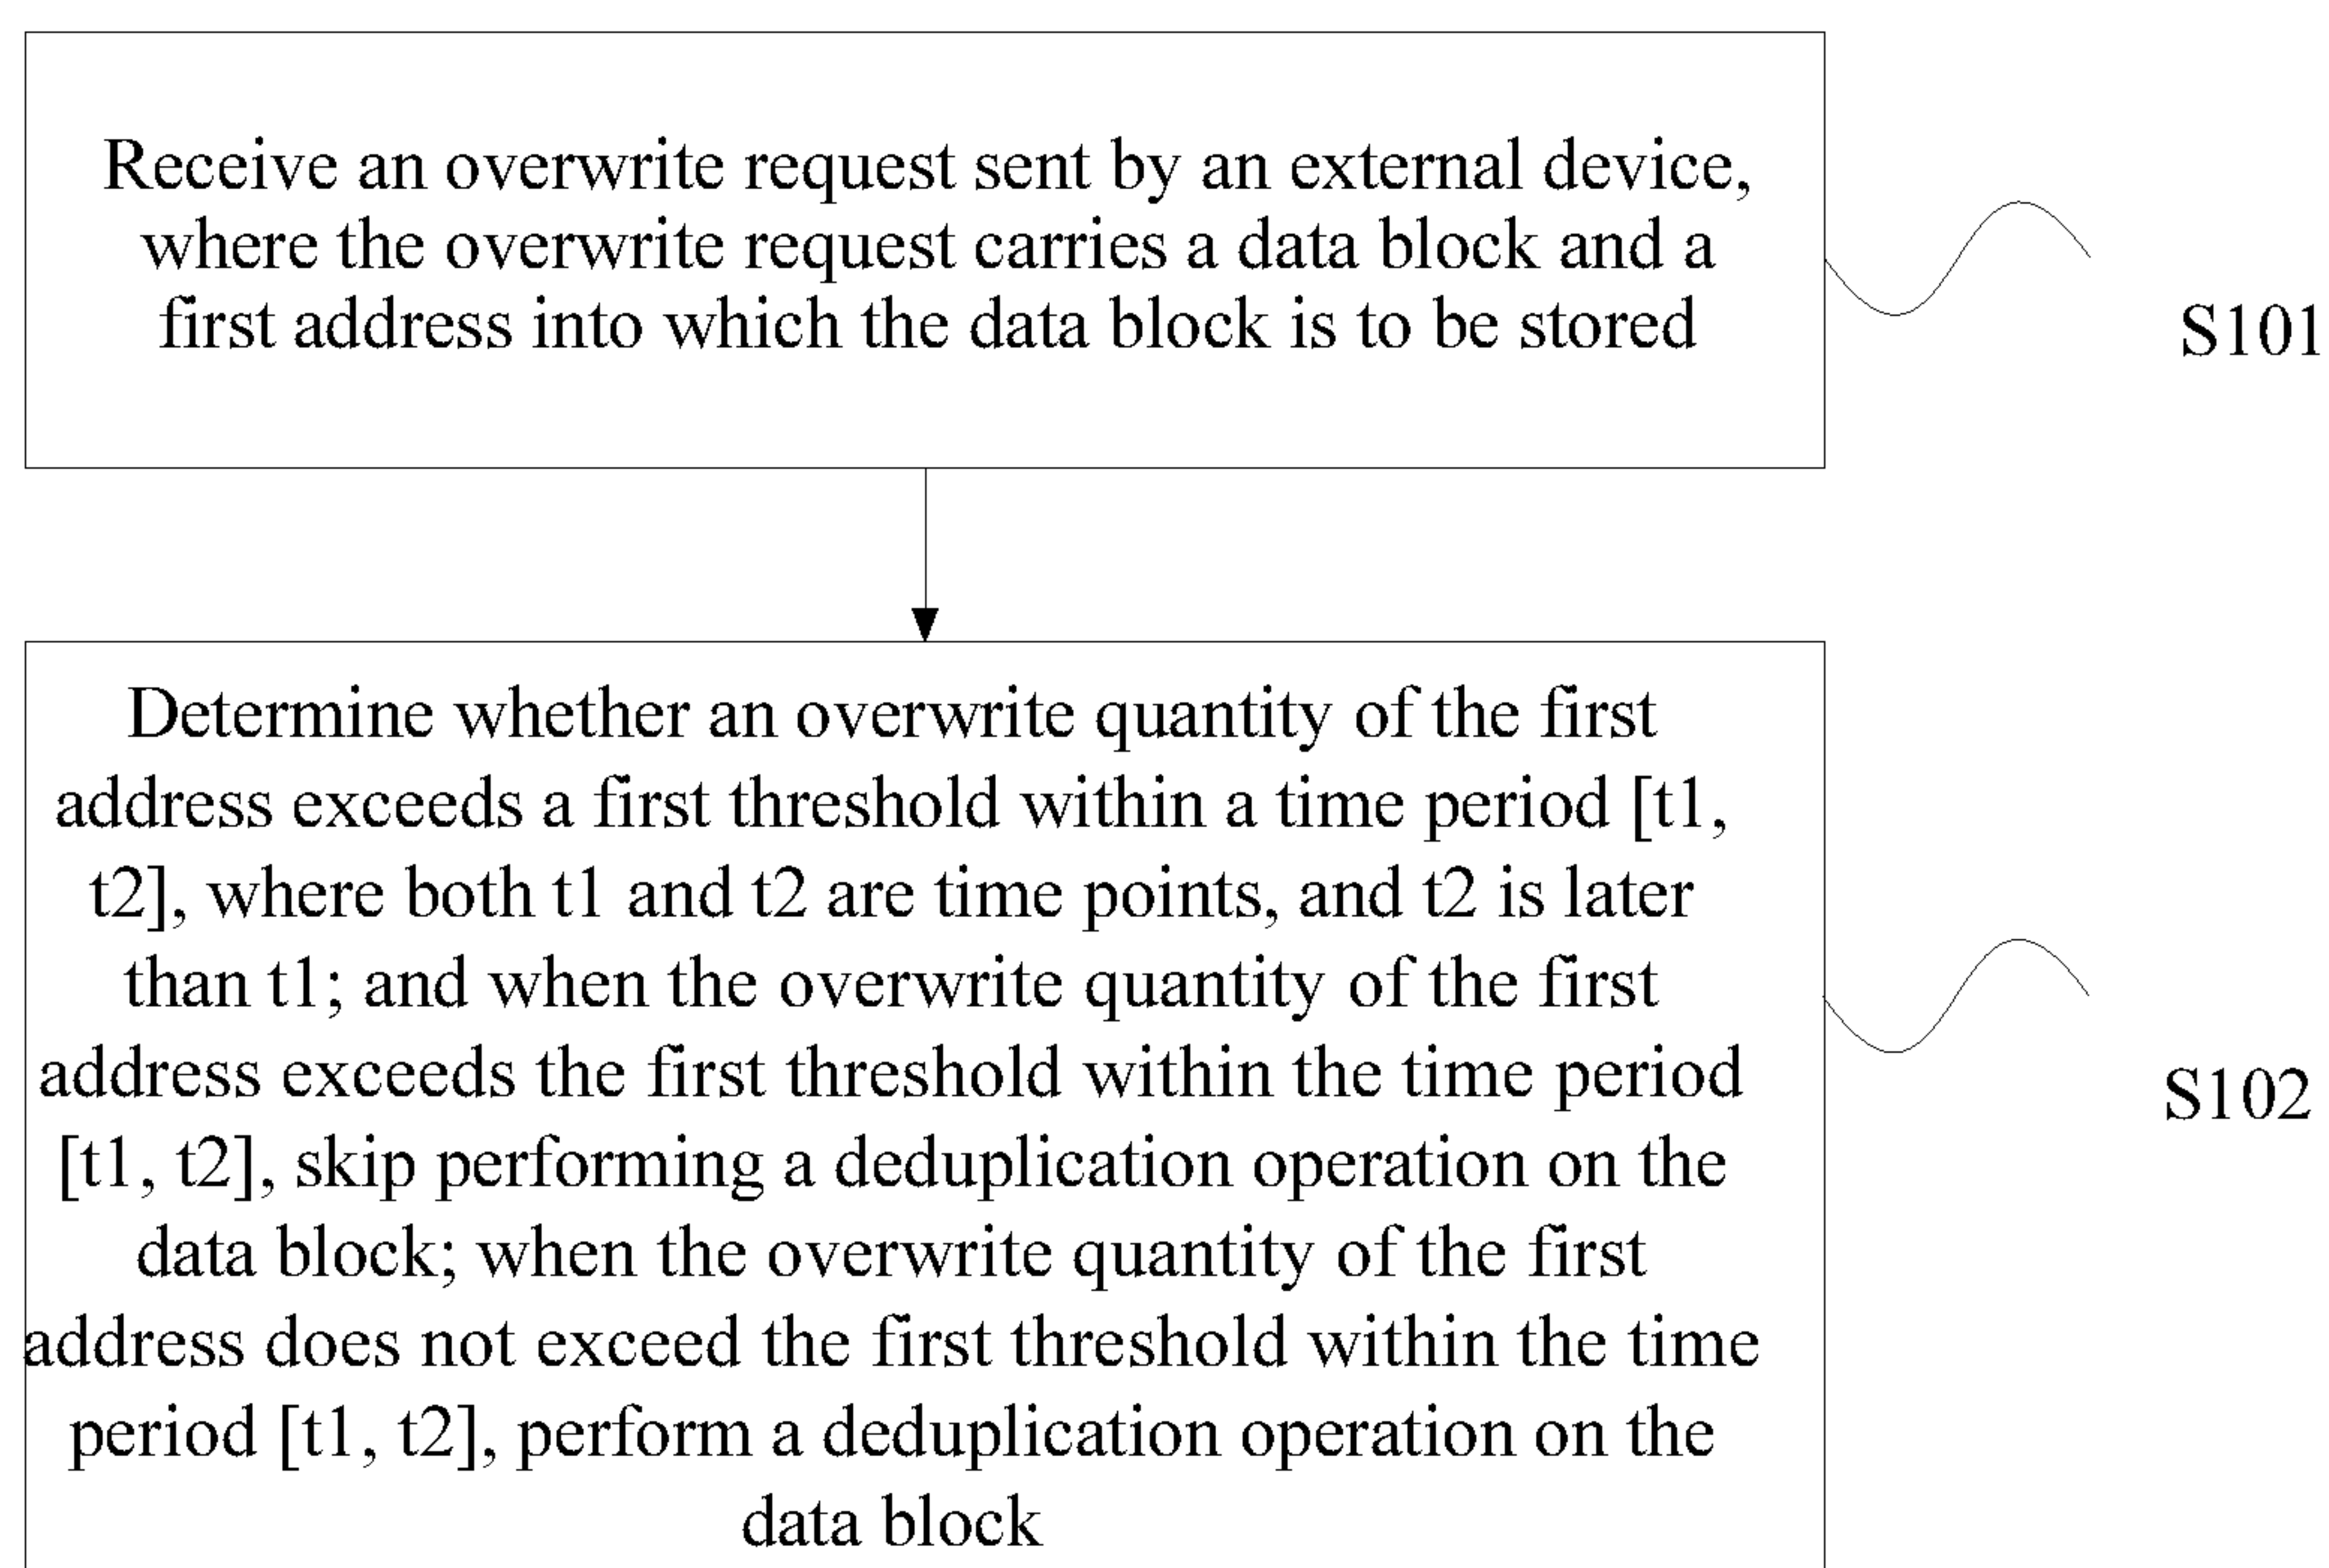 Receive an overwrite request sent by an external device,
where the overwrite request carries a data block and a
first address into which the data block is to be stored
S101
Determine whether an overwrite quantity of the first
address exceeds a first threshold within a time period [t1,
t2], where both t1 and t2 are time points, and t2 is later
than t1; and when the overwrite quantity of the first
address exceeds the first threshold within the time period
[t1, t2], skip performing a deduplication operation on the
data block; when the overwrite quantity of the first
address does not exceed the first threshold within the time
period [t1, t2], perform a deduplication operation on the
data block
S102